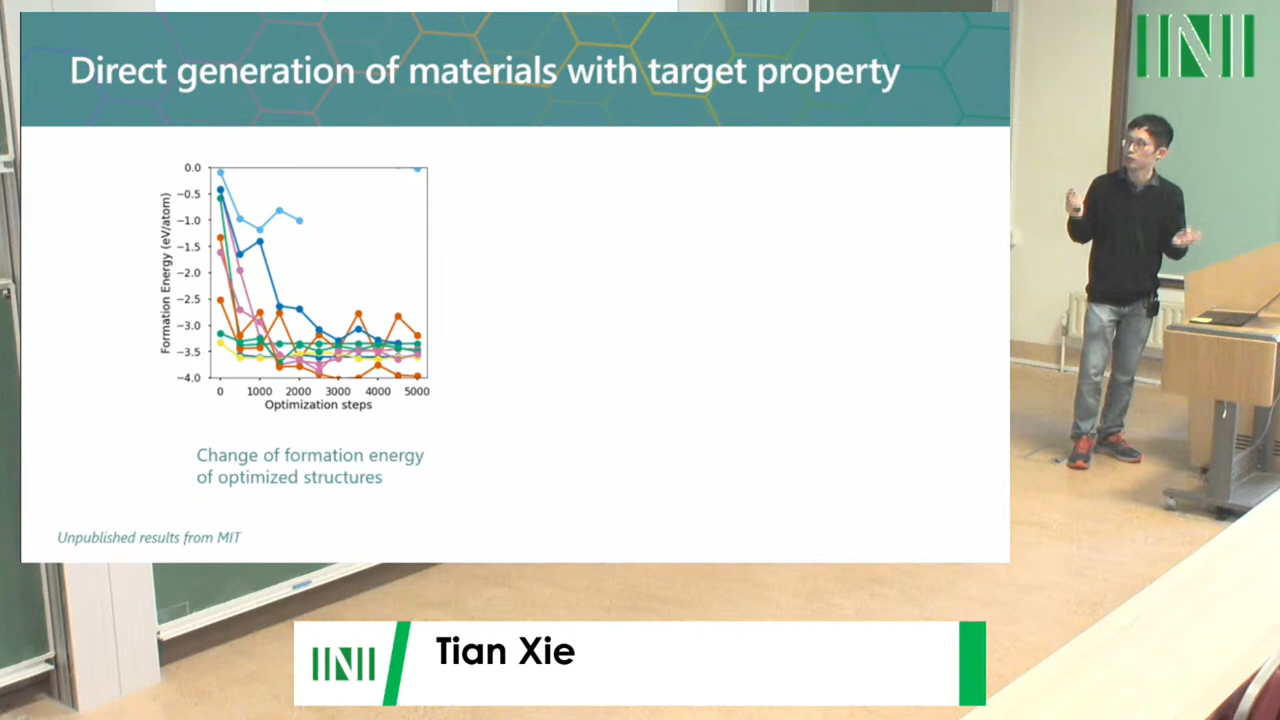 Direct generation of materials with target property
INI
0.0
−0.5
−1.0
−1.5
−2.0
−2.5
−3.0
−3.5
−4.0
Formation Energy (eV/atom)
0 1000 2000 3000 4000 5000
Optimization steps
Change of formation energy
of optimized structures
Unpublished results from MIT
INI
Tian Xie